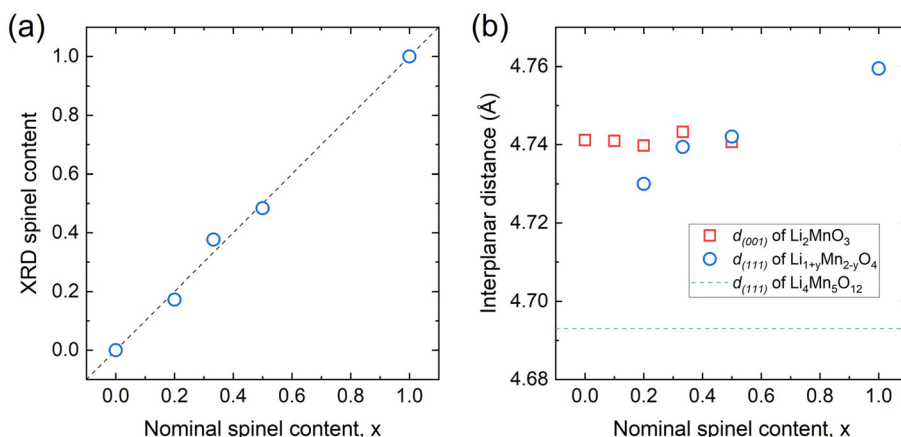 (a)
XRD spinel content
1.0
0.8
0.6
0.4
0.2
0.0
0.0 0.2 0.4 0.6 0.8 1.0
Nominal spinel content, x
(b)
Interplanar distance (Å)
4.76
4.74
4.72
4.70
4.68
d(001) of Li2MnO3
d(111) of Li1+yMn2-yO4
d(111) of Li4Mn5O12
0.0 0.2 0.4 0.6 0.8 1.0
Nominal spinel content, x